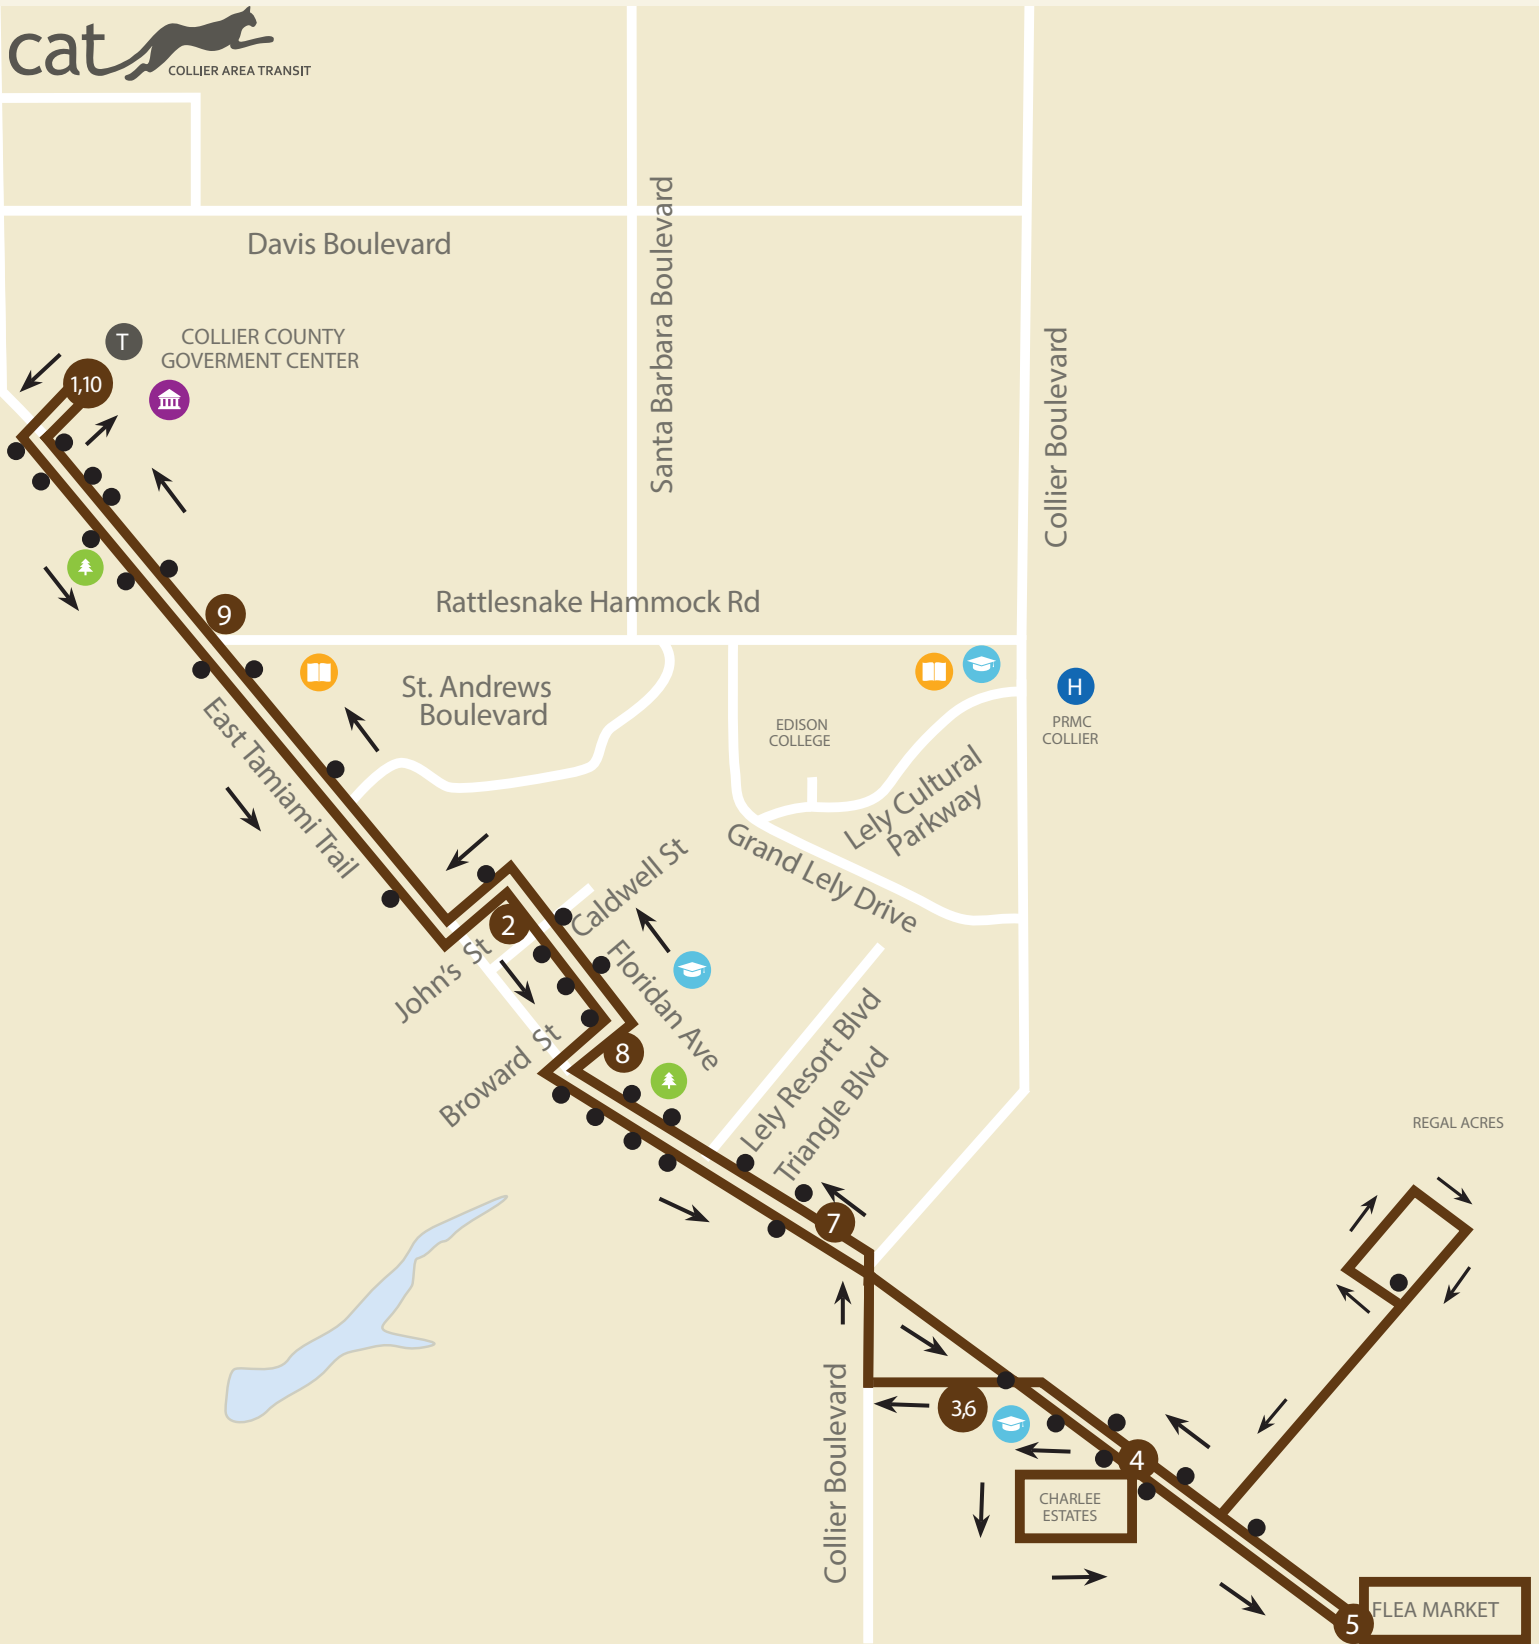 cat
COLLIER AREA TRANSIT
Davis Boulevard
Santa Barbara Boulevard
Collier Boulevard
T
COLLIER COUNTY
GOVERMENT CENTER
1,10
9
Rattlesnake Hammock Rd
St. Andrews
Boulevard
EDISON
COLLEGE
H
PRMC
COLLIER
East Tamiami Trail
Lely Cultural
Parkway
Grand Lely Drive
Caldwell St
2
John's St
Floridan Ave
Broward St
8
Lely Resort Blvd
Triangle Blvd
7
REGAL ACRES
Collier Boulevard
3,6
4
CHARLEE
ESTATES
5
FLEA MARKET